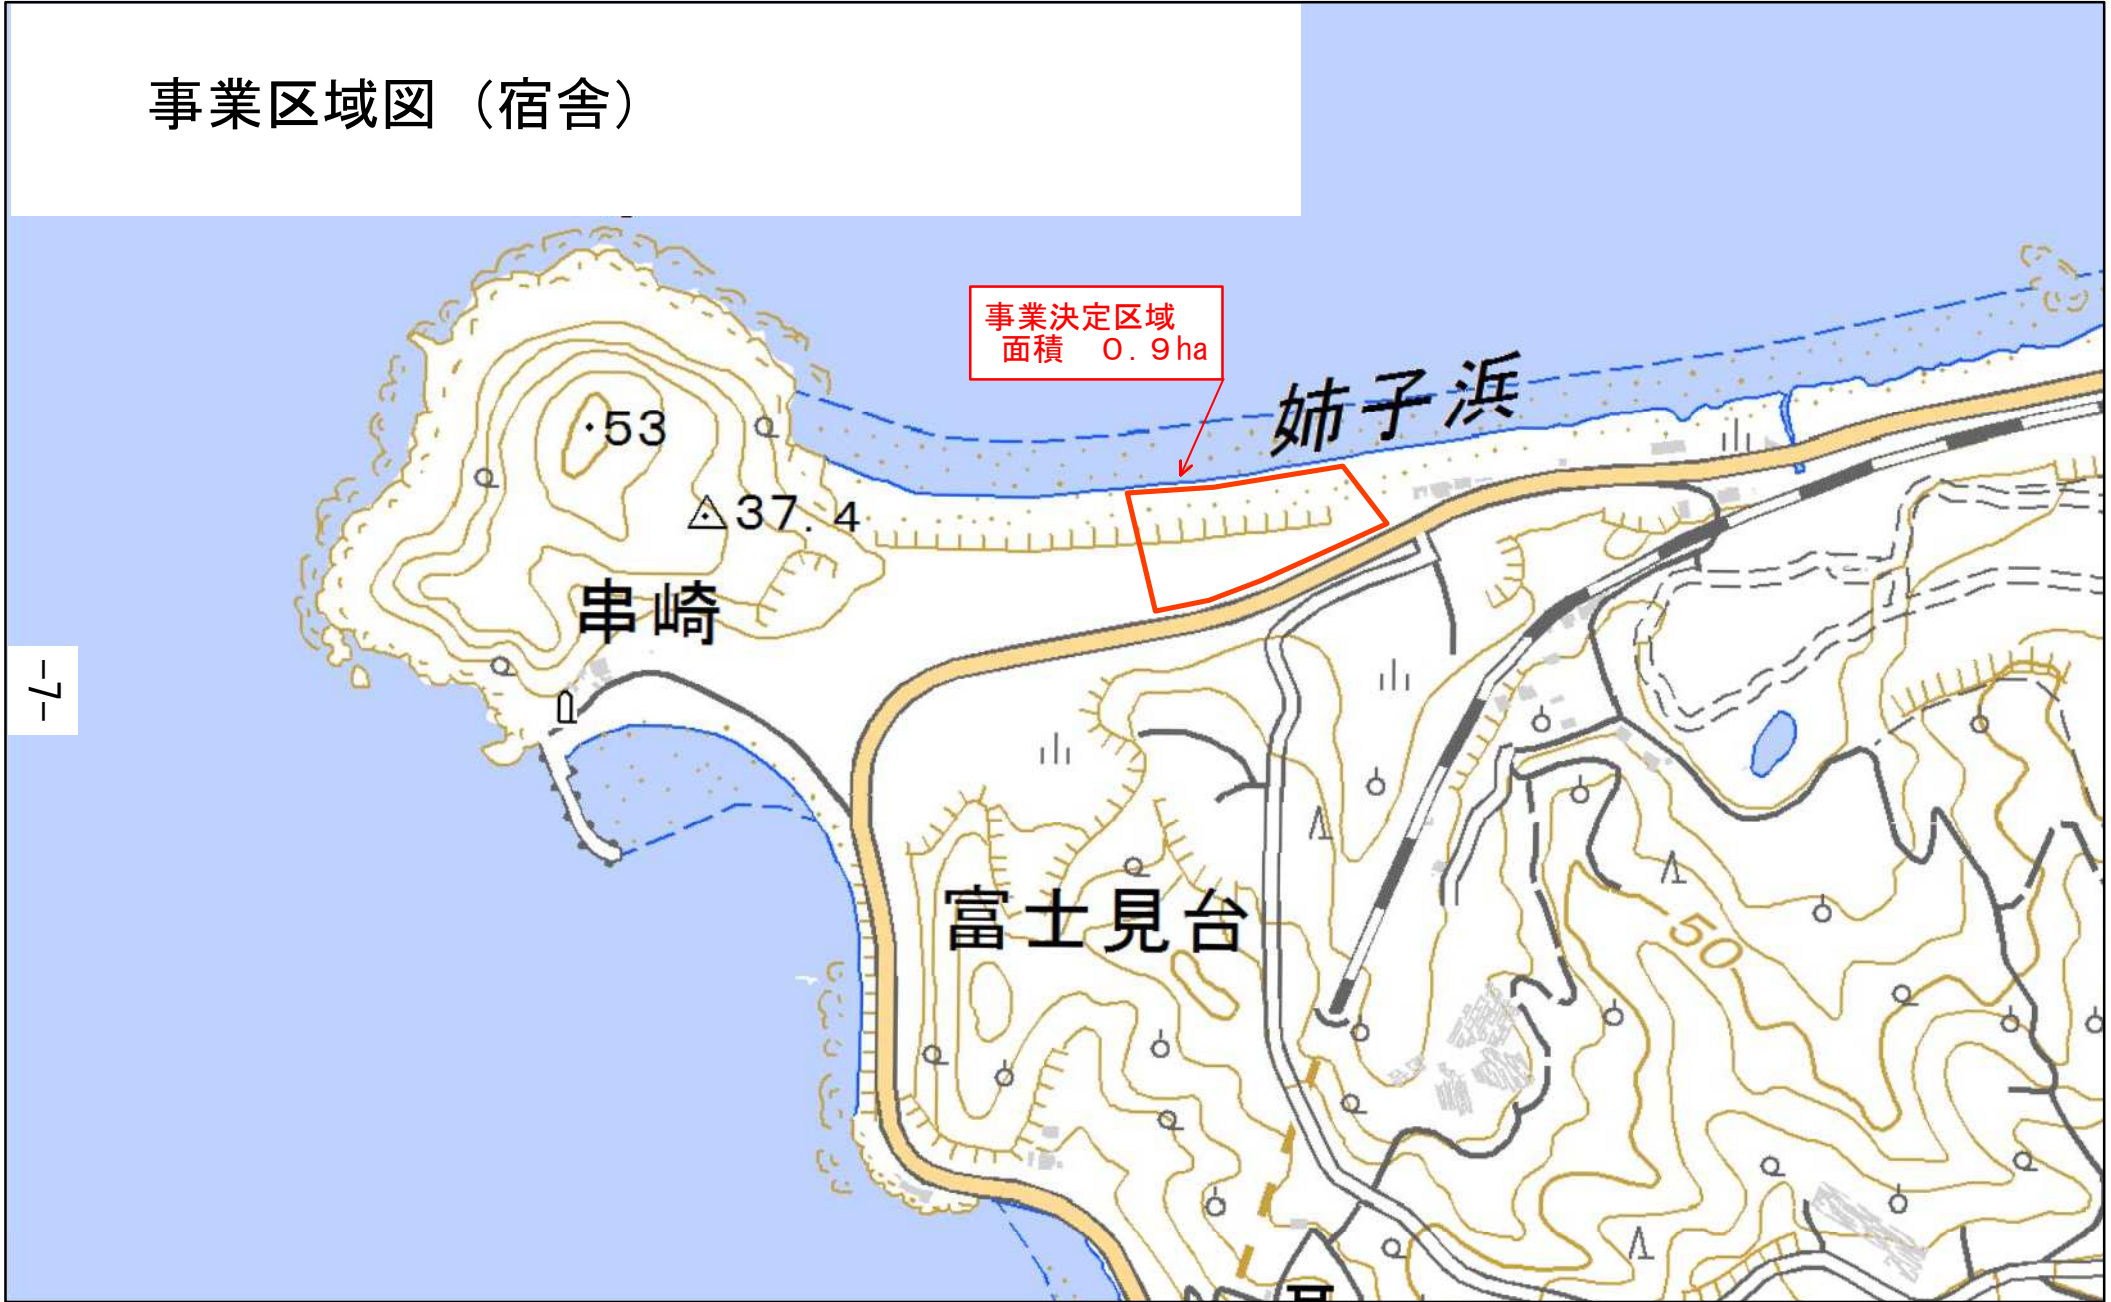 事業区域図（宿舎）
事業決定区域
面積　０．９ha
姉子浜
53
37.4
串崎
富士見台
50
-7-